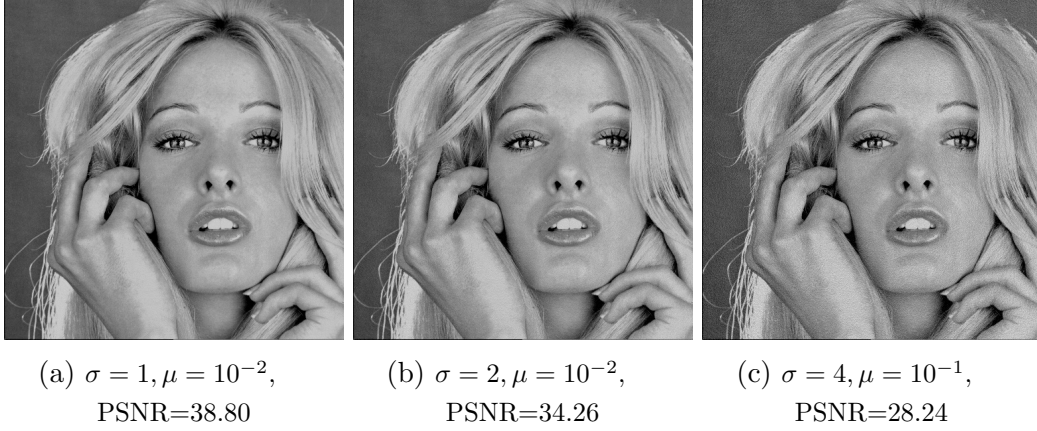 (a) σ = 1, μ = 10⁻²,
PSNR=38.80
(b) σ = 2, μ = 10⁻²,
PSNR=34.26
(c) σ = 4, μ = 10⁻¹,
PSNR=28.24